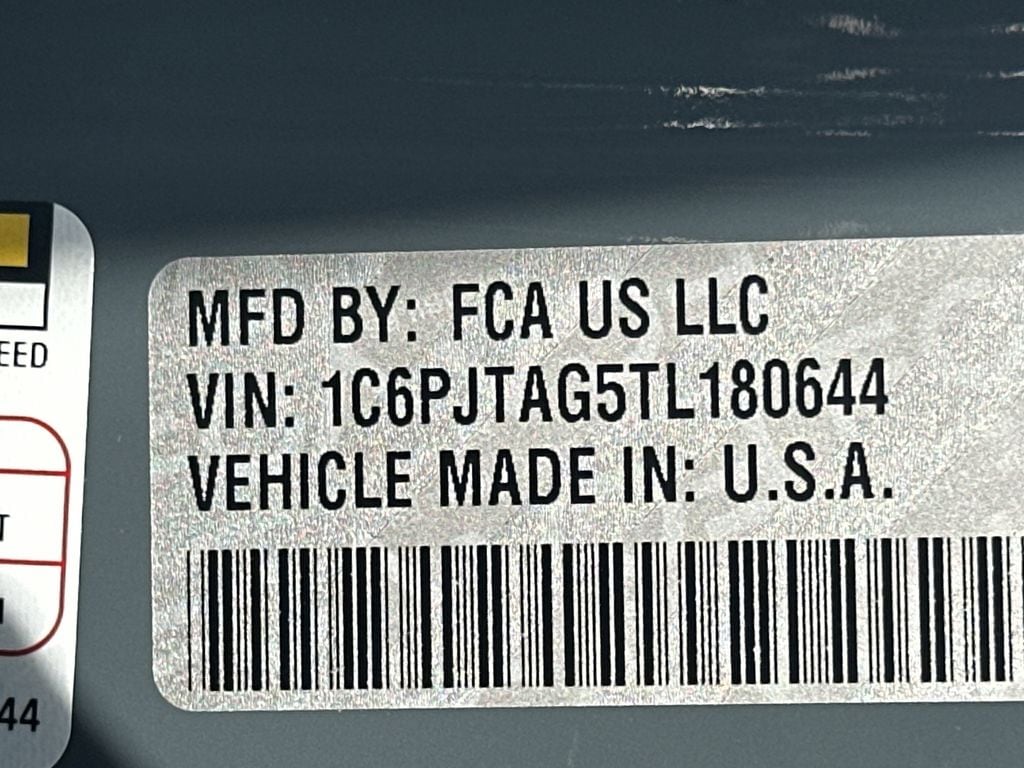 MFD BY: FCA US LLC
VIN: 1C6PJTAG5TL180644
VEHICLE MADE IN: U.S.A.
EED
T
44